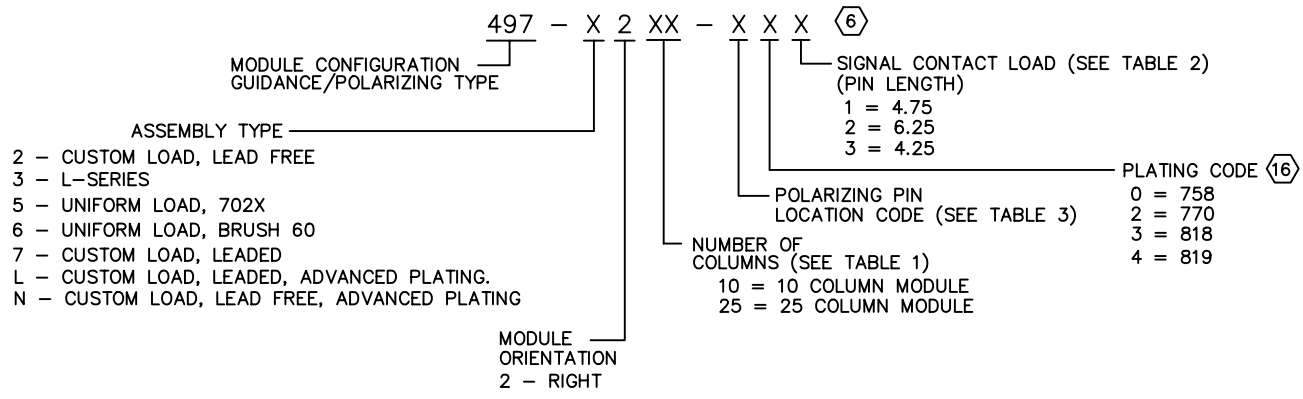 497 - X 2 XX - X X X 6
MODULE CONFIGURATION
GUIDANCE/POLARIZING TYPE
SIGNAL CONTACT LOAD (SEE TABLE 2)
(PIN LENGTH)
1 = 4.75
2 = 6.25
3 = 4.25
ASSEMBLY TYPE
2 - CUSTOM LOAD, LEAD FREE
3 - L-SERIES
5 - UNIFORM LOAD, 702X
6 - UNIFORM LOAD, BRUSH 60
7 - CUSTOM LOAD, LEADED
L - CUSTOM LOAD, LEADED, ADVANCED PLATING.
N - CUSTOM LOAD, LEAD FREE, ADVANCED PLATING
PLATING CODE 16
0 = 758
2 = 770
3 = 818
4 = 819
POLARIZING PIN
LOCATION CODE (SEE TABLE 3)
NUMBER OF
COLUMNS (SEE TABLE 1)
10 = 10 COLUMN MODULE
25 = 25 COLUMN MODULE
MODULE
ORIENTATION
2 - RIGHT